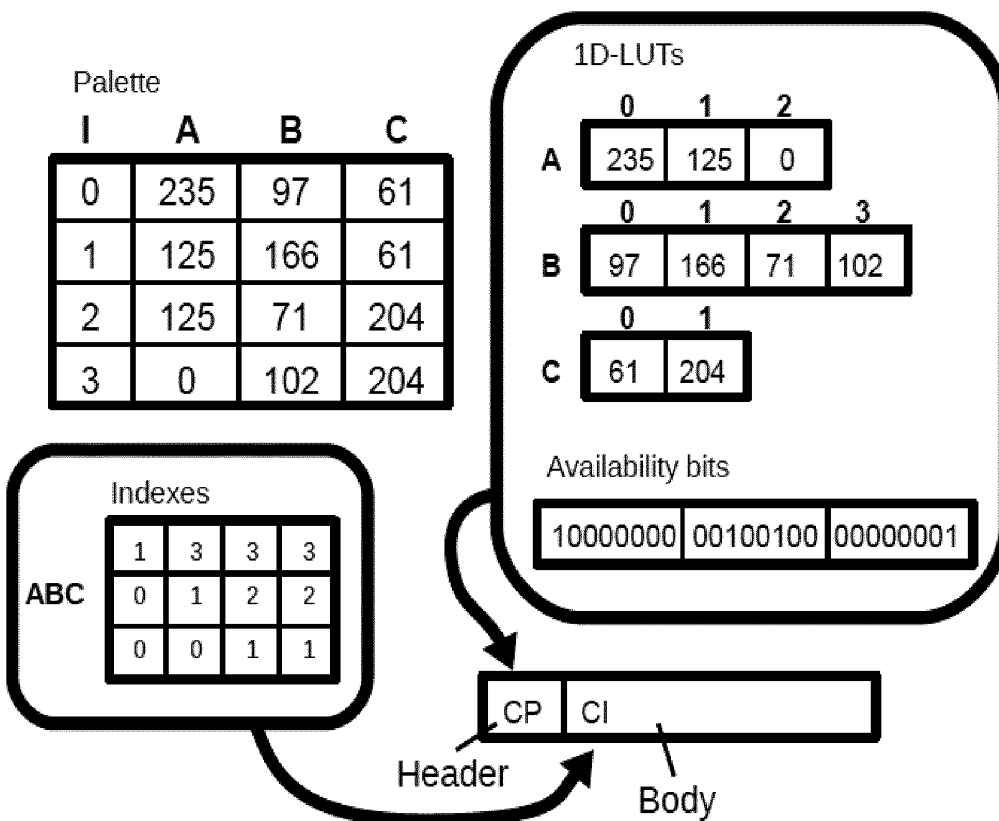 Palette
I A B C
0 235 97 61
1 125 166 61
2 125 71 204
3 0 102 204
1D-LUTs
0 1 2
A 235 125 0
0 1 2 3
B 97 166 71 102
0 1
C 61 204
Availability bits
10000000 00100100 00000001
Indexes
1 3 3 3
ABC 0 1 2 2
0 0 1 1
CP CI
Header
Body